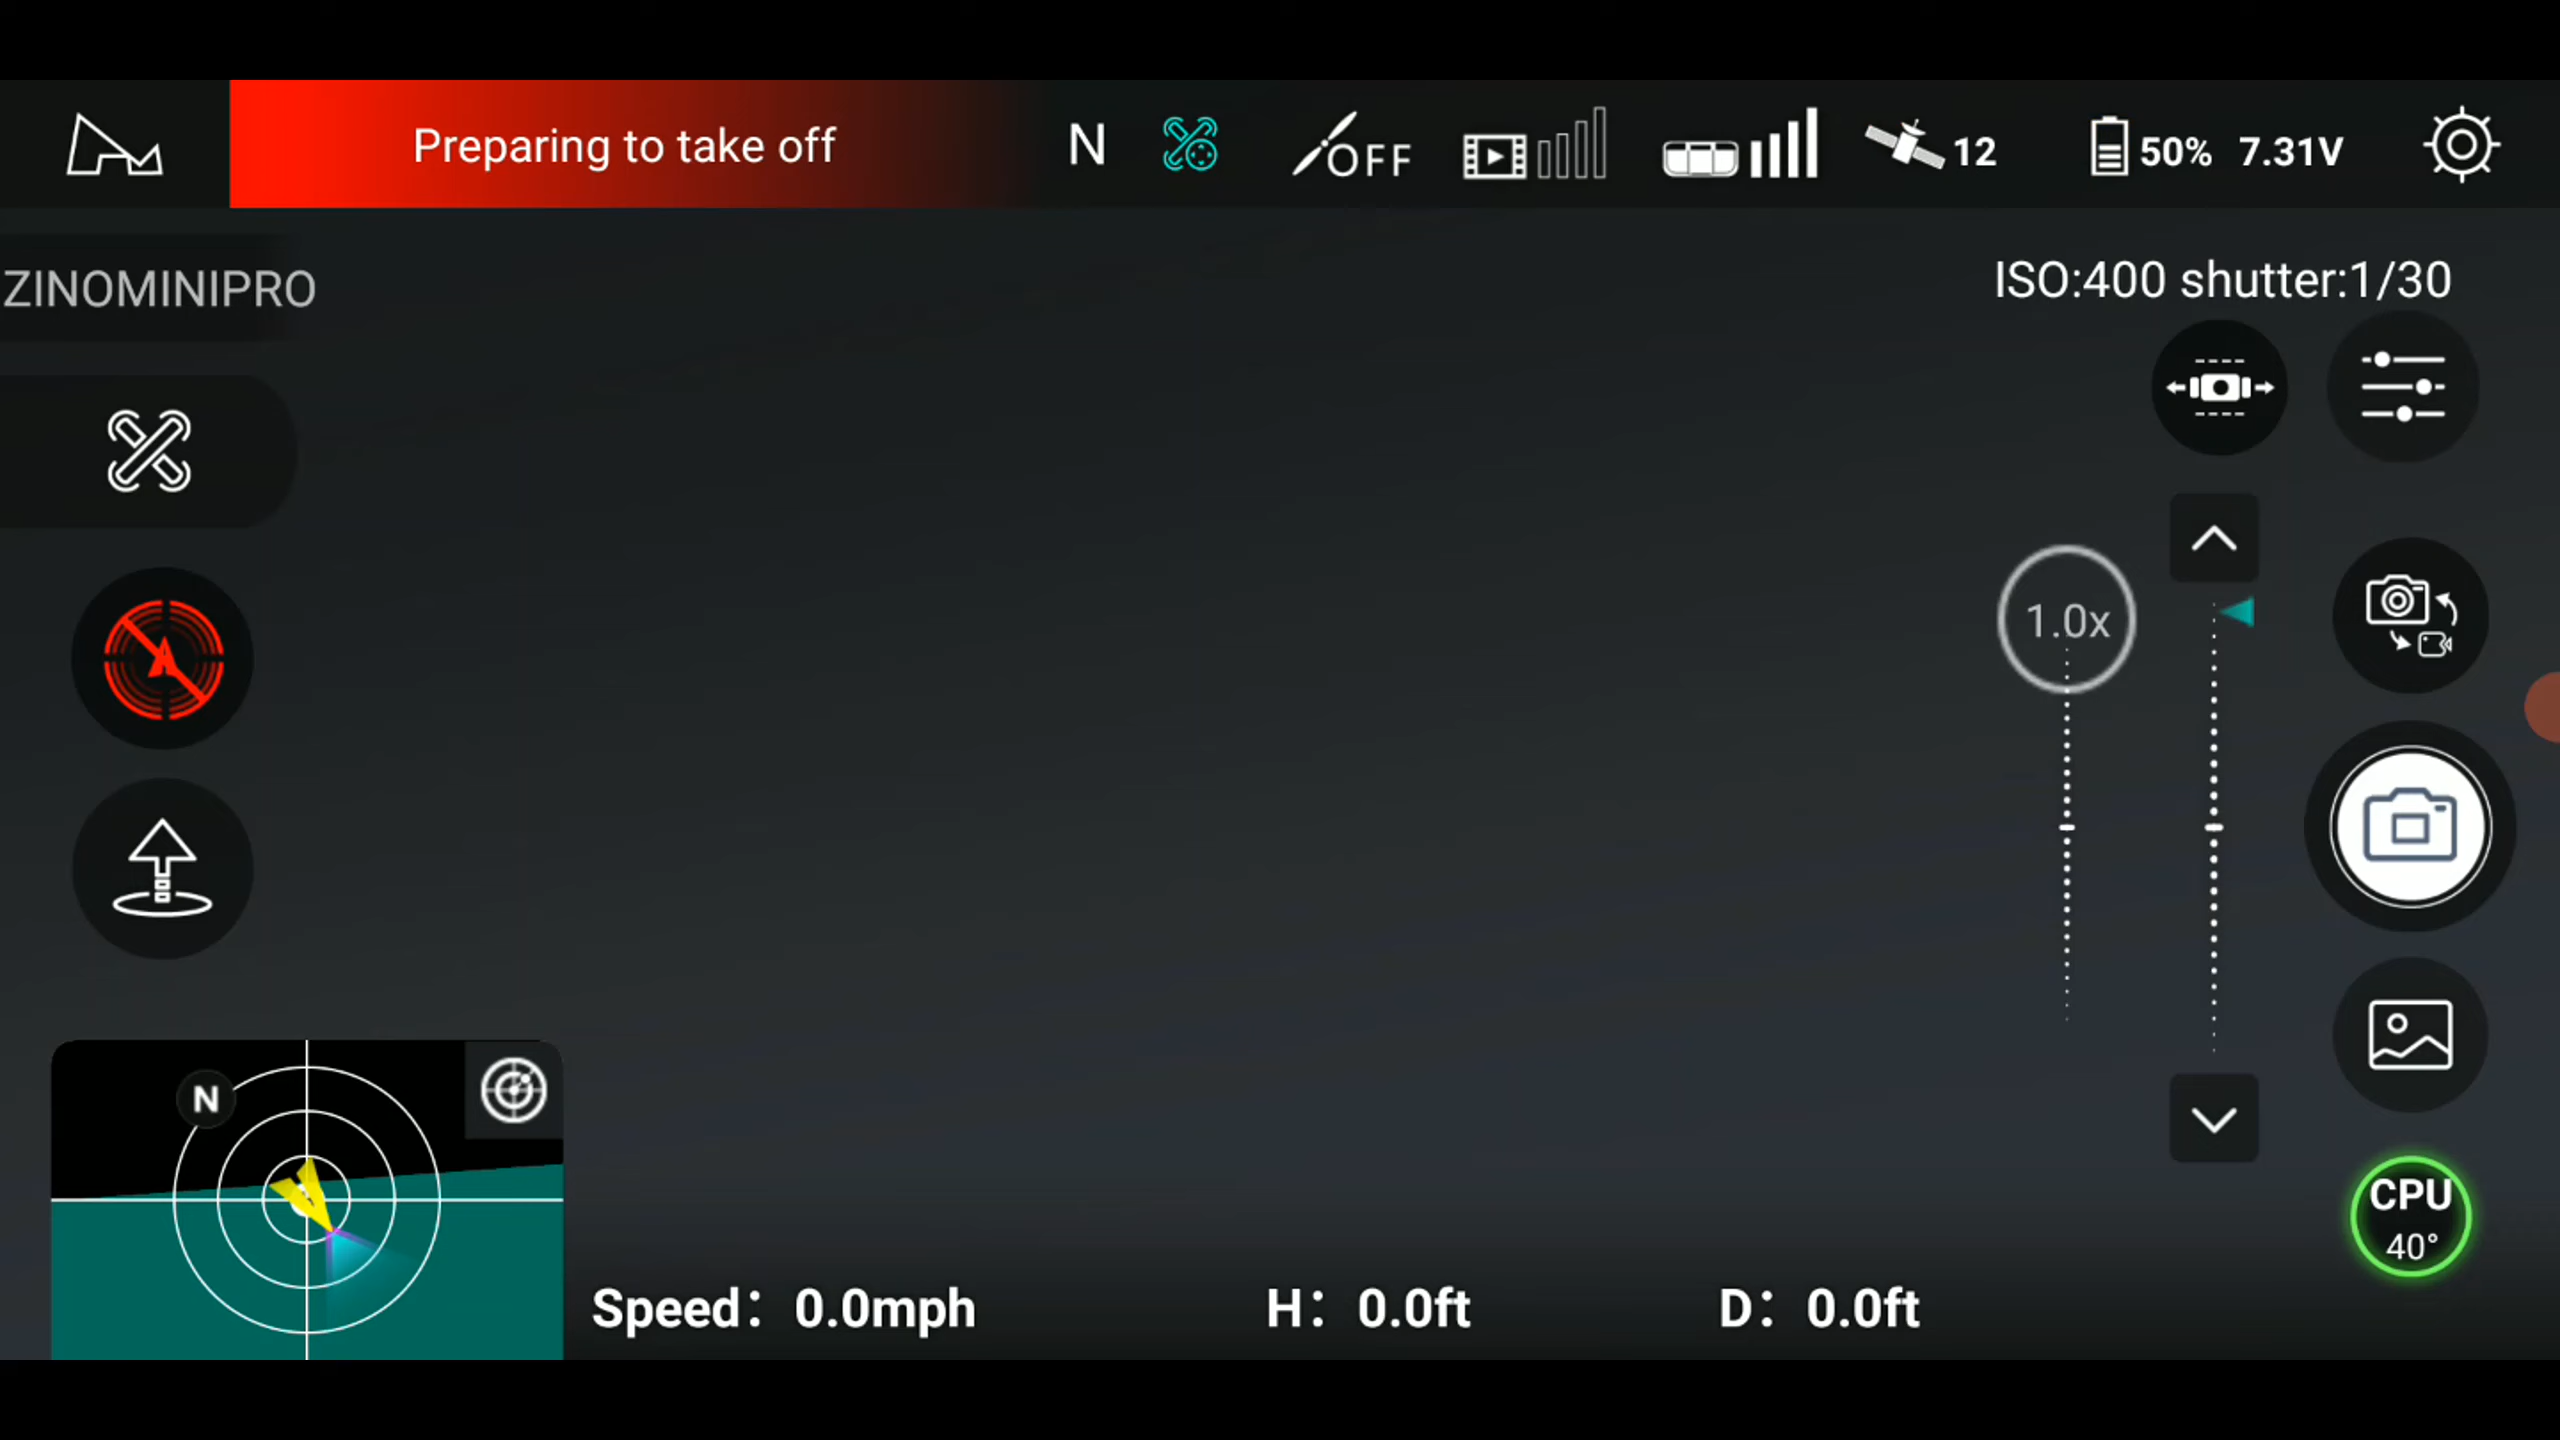 Preparing to take off N OFF 12 50% 7.31V
ZINOMINIPRO
ISO:400 shutter:1/30
1.0x
N
CPU
40°
Speed: 0.0mph H: 0.0ft D: 0.0ft